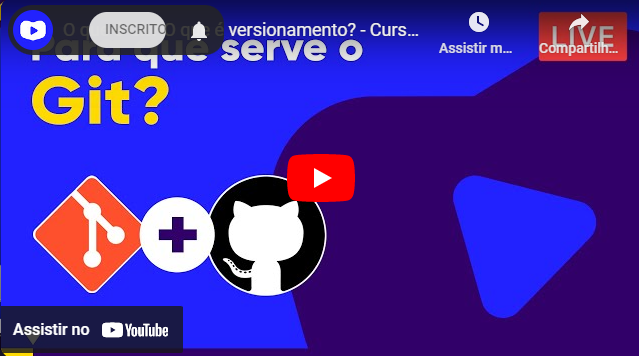 O q
INSCRITO
é versionamento? - Curs...
Assistir m...
Compartilh...
LIVE
Para que serve o
Git?
Assistir no YouTube